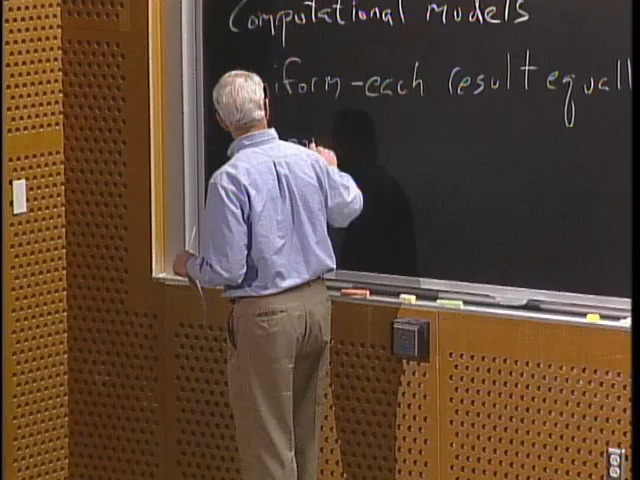 Computational models
iform - each result equall